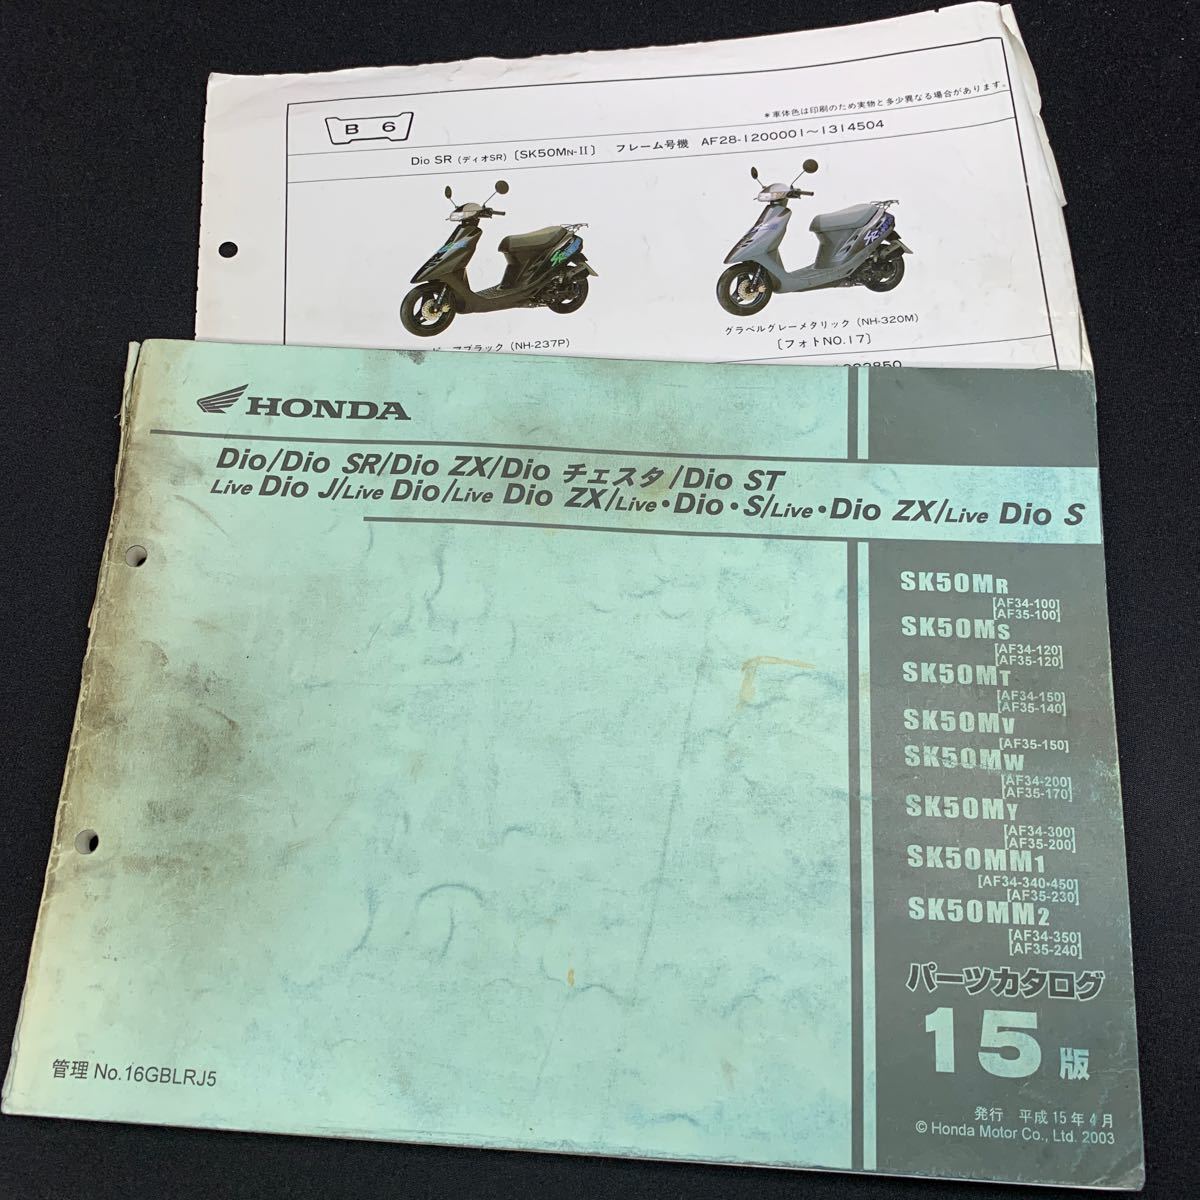 B 6
＊車体色は印刷のため実物と多少異なる場合があります。
Dio SR (ディオSR)〔SK50MN-II〕 フレーム号機 AF28-1200001～1314504
ブラック (NH-237P)
グラベルグレーメタリック (NH-320M)
〔フォトNO.17〕
HONDA
Dio/Dio SR/Dio ZX/Dio チェスタ/Dio ST
Live Dio J/Live Dio/Live Dio ZX/Live・Dio・S/Live・Dio ZX/Live Dio S
SK50MR
[AF34-100]
[AF35-100]
SK50MS
[AF34-120]
[AF35-120]
SK50MT
[AF34-150]
[AF35-140]
SK50MV
[AF35-150]
SK50MW
[AF34-200]
[AF35-170]
SK50MY
[AF34-300]
[AF35-200]
SK50MM1
[AF34-340・450]
[AF35-230]
SK50MM2
[AF34-350]
[AF35-240]
パーツカタログ
15版
管理 No.16GBLRJ5
発行 平成15年4月
© Honda Motor Co., Ltd. 2003